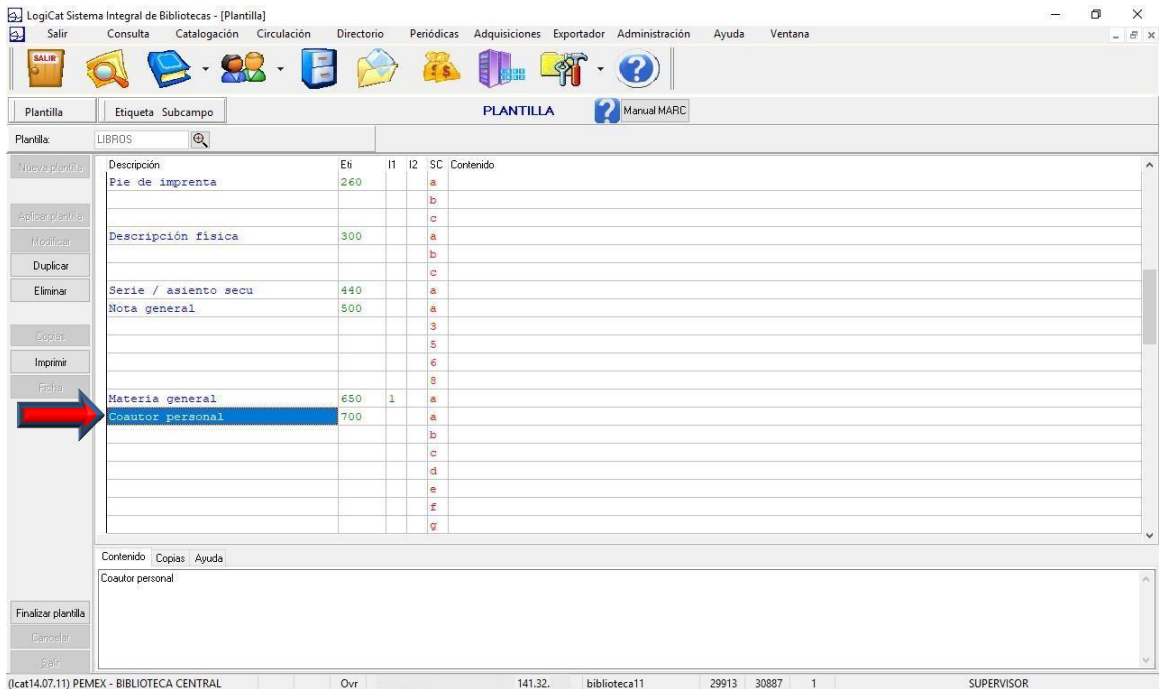 LogiCat Sistema Integral de Bibliotecas - [Plantilla]
Salir Consulta Catalogación Circulación Directorio Periódicas Adquisiciones Exportador Administración Ayuda Ventana
SALIR
Plantilla Etiqueta Subcampo PLANTILLA Manual MARC
Plantilla: LIBROS
Nueva plantilla
Aplicar plantilla
Modificar
Duplicar
Eliminar
Copias
Imprimir
Ficha
Descripción Eti I1 I2 SC Contenido
Pie de imprenta 260 a
b
c
Descripción física 300 a
b
c
Serie / asiento secu 440 a
Nota general 500 a
3
5
6
8
Materia general 650 1 a
Coautor personal 700 a
b
c
d
e
f
g
Contenido Copias Ayuda
Coautor personal
Finalizar plantilla
Cancelar
Salir
(lcat14.07.11) PEMEX - BIBLIOTECA CENTRAL Ovr 141.32. biblioteca11 29913 30887 1 SUPERVISOR